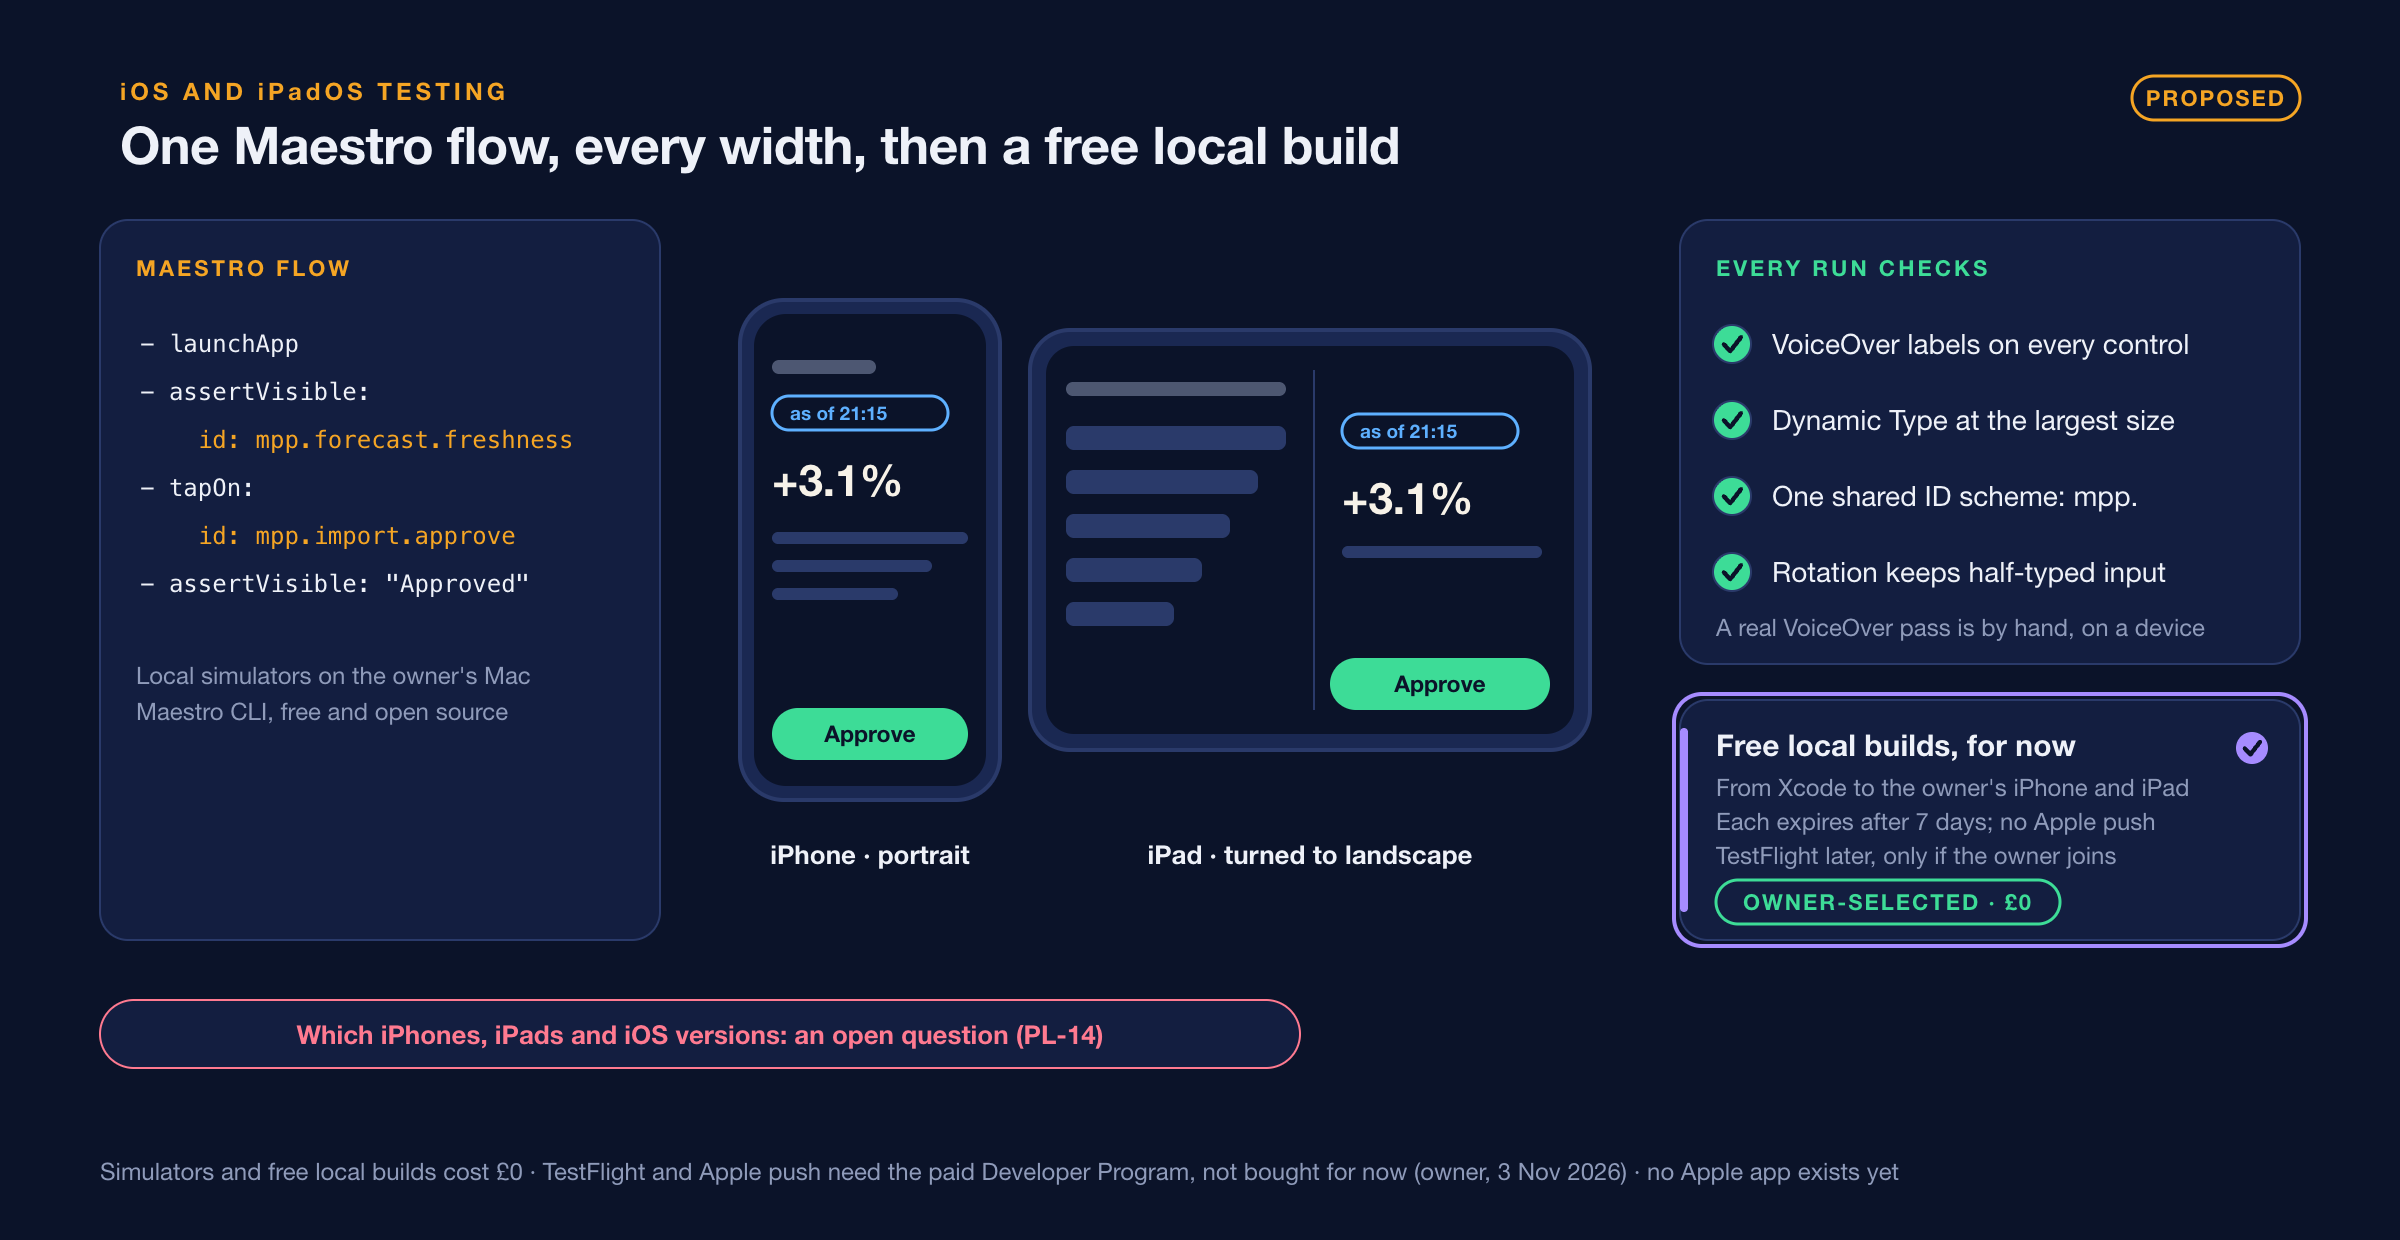 iOS AND iPadOS TESTING
PROPOSED
One Maestro flow, every width, then a free local build
MAESTRO FLOW
– launchApp
– assertVisible:
id: mpp.forecast.freshness
– tapOn:
id: mpp.import.approve
– assertVisible: "Approved"
Local simulators on the owner's Mac
Maestro CLI, free and open source
as of 21:15
+3.1%
Approve
iPhone · portrait
as of 21:15
+3.1%
Approve
iPad · turned to landscape
EVERY RUN CHECKS
VoiceOver labels on every control
Dynamic Type at the largest size
One shared ID scheme: mpp.
Rotation keeps half-typed input
A real VoiceOver pass is by hand, on a device
Free local builds, for now
From Xcode to the owner's iPhone and iPad
Each expires after 7 days; no Apple push
TestFlight later, only if the owner joins
OWNER-SELECTED · £0
Which iPhones, iPads and iOS versions: an open question (PL-14)
Simulators and free local builds cost £0 · TestFlight and Apple push need the paid Developer Program, not bought for now (owner, 3 Nov 2026) · no Apple app exists yet